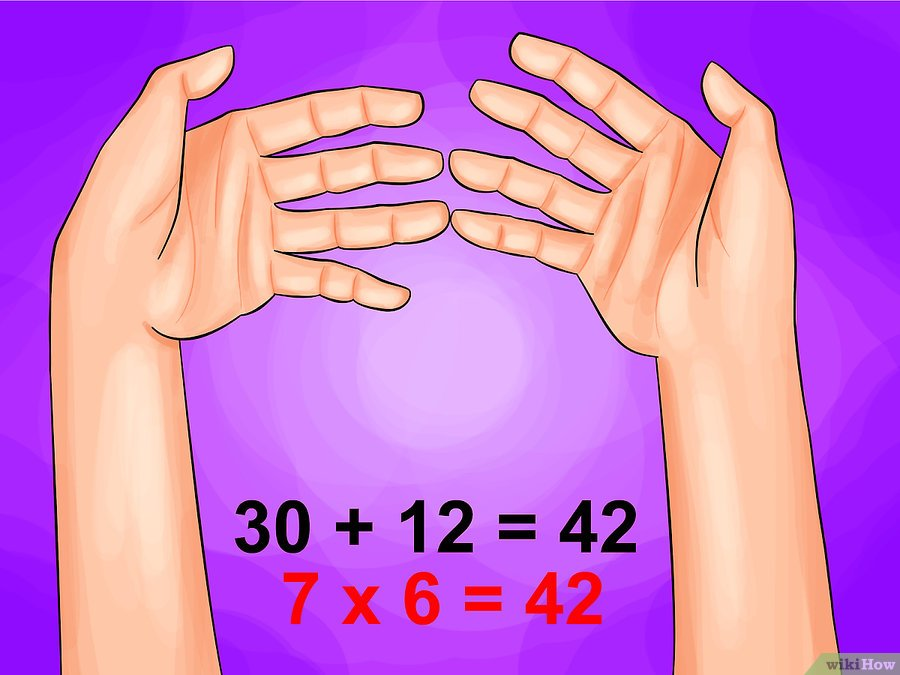 30 + 12 = 42
7 x 6 = 42
wikiHow